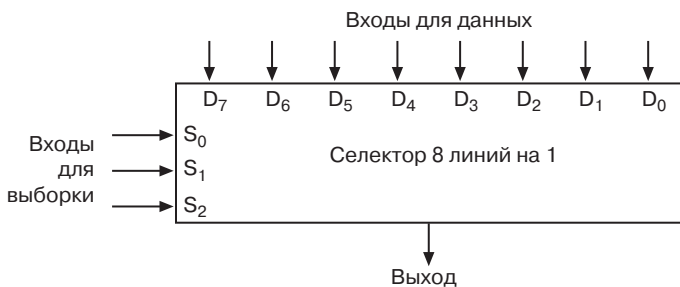 Входы для данных
D7 D6 D5 D4 D3 D2 D1 D0
Входы
для
выборки
S0
S1
S2
Селектор 8 линий на 1
Выход